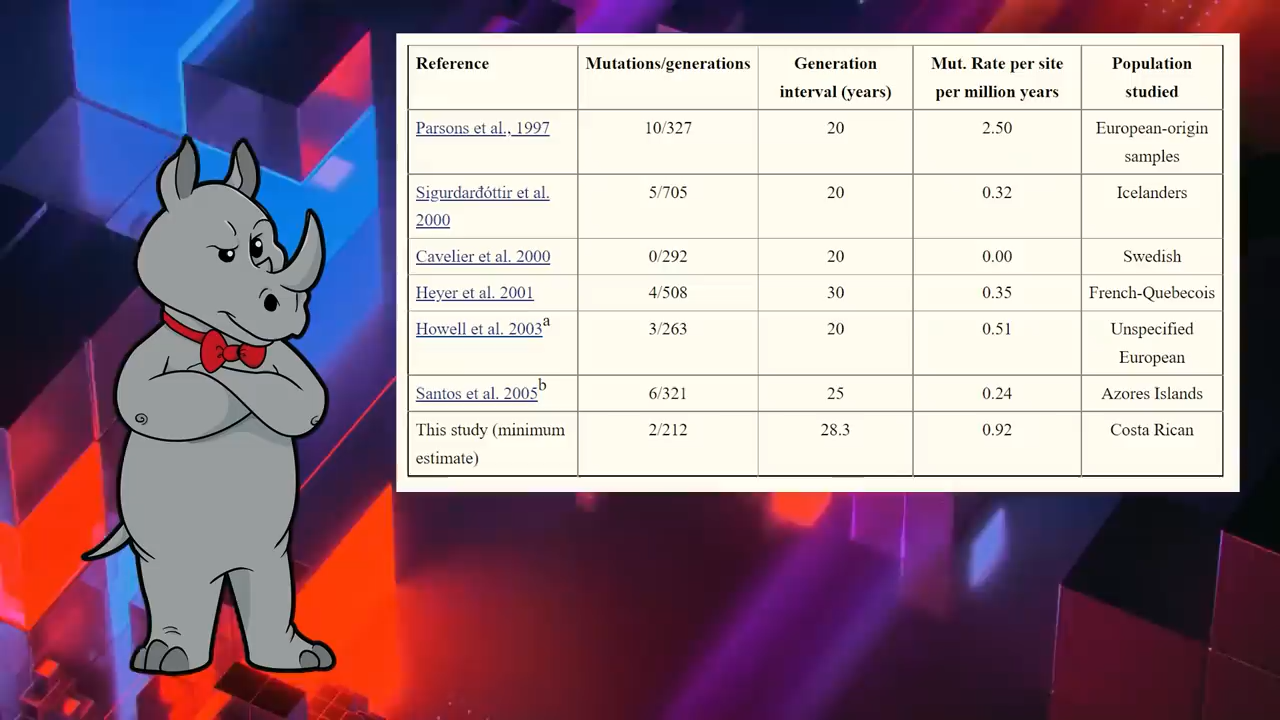 Reference Mutations/generations Generation interval (years) Mut. Rate per site per million years Population studied
Parsons et al., 1997 10/327 20 2.50 European-origin samples
Sigurdarđóttir et al. 2000 5/705 20 0.32 Icelanders
Cavelier et al. 2000 0/292 20 0.00 Swedish
Heyer et al. 2001 4/508 30 0.35 French-Quebecois
Howell et al. 2003a 3/263 20 0.51 Unspecified European
Santos et al. 2005b 6/321 25 0.24 Azores Islands
This study (minimum estimate) 2/212 28.3 0.92 Costa Rican